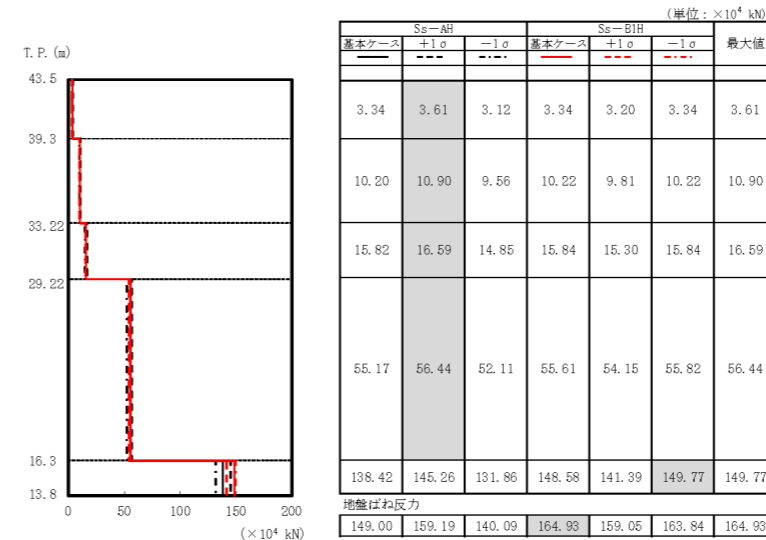 (単位：×10⁴ kN)
Ss－AH Ss－B1H 最大値
基本ケース ＋1σ －1σ 基本ケース ＋1σ －1σ
T. P. (m)
43.5
3.34 3.61 3.12 3.34 3.20 3.34 3.61
39.3
10.20 10.90 9.56 10.22 9.81 10.22 10.90
33.22
15.82 16.59 14.85 15.84 15.30 15.84 16.59
29.22
55.17 56.44 52.11 55.61 54.15 55.82 56.44
16.3
138.42 145.26 131.86 148.58 141.39 149.77 149.77
13.8
0 50 100 150 200
(×10⁴ kN)
地盤ばね反力
149.00 159.19 140.09 164.93 159.05 163.84 164.93